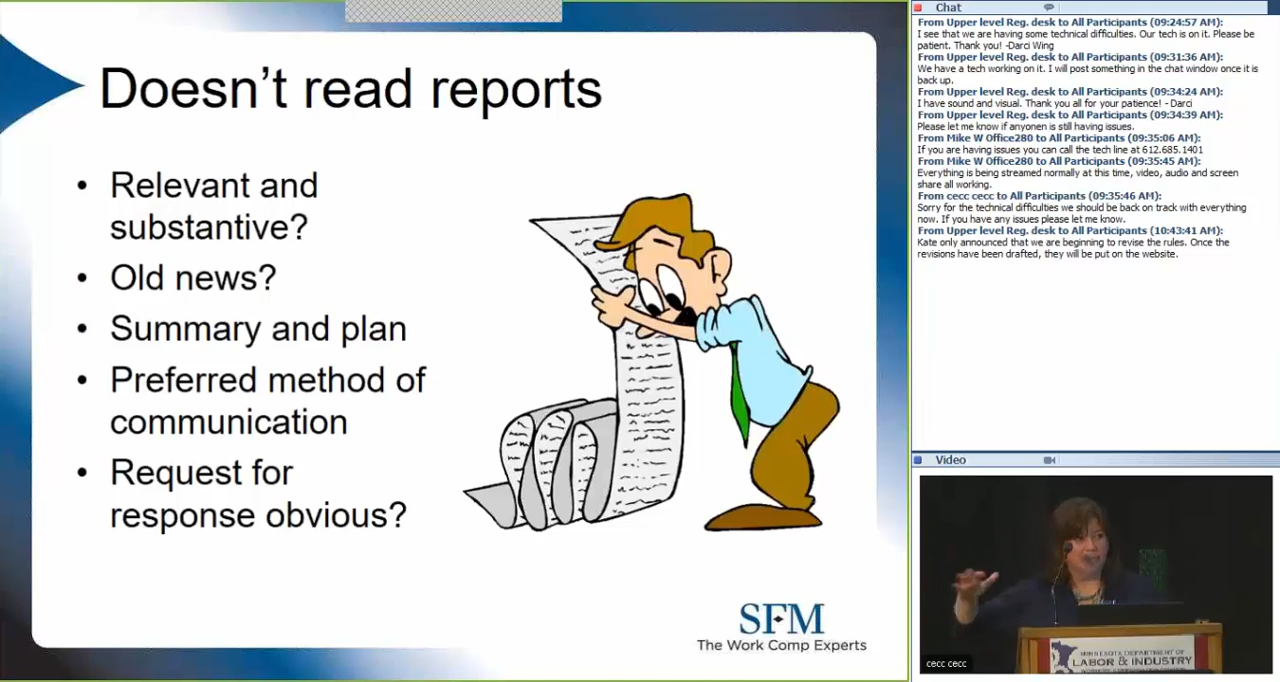 Doesn't read reports
• Relevant and
substantive?
• Old news?
• Summary and plan
• Preferred method of
communication
• Request for
response obvious?
SFM
The Work Comp Experts
Chat
From Upper level Reg. desk to All Participants (09:24:57 AM):
I see that we are having some technical difficulties. Our tech is on it. Please be
patient. Thank you! -Darci Wing
From Upper level Reg. desk to All Participants (09:31:36 AM):
We have a tech working on it. I will post something in the chat window once it is
back up.
From Upper level Reg. desk to All Participants (09:34:24 AM):
I have sound and visual. Thank you all for your patience! - Darci
From Upper level Reg. desk to All Participants (09:34:39 AM):
Please let me know if anyonen is still having issues.
From Mike W Office280 to All Participants (09:35:06 AM):
If you are having issues you can call the tech line at 612.685.1401
From Mike W Office280 to All Participants (09:35:45 AM):
Everything is being streamed normally at this time, video, audio and screen
share all working.
From cecc cecc to All Participants (09:35:46 AM):
Sorry for the technical difficulties we should be back on track with everything
now. If you have any issues please let me know.
From Upper level Reg. desk to All Participants (10:43:41 AM):
Kate only announced that we are beginning to revise the rules. Once the
revisions have been drafted, they will be put on the website.
Video
MINNESOTA DEPARTMENT OF
LABOR & INDUSTRY
cecc cecc